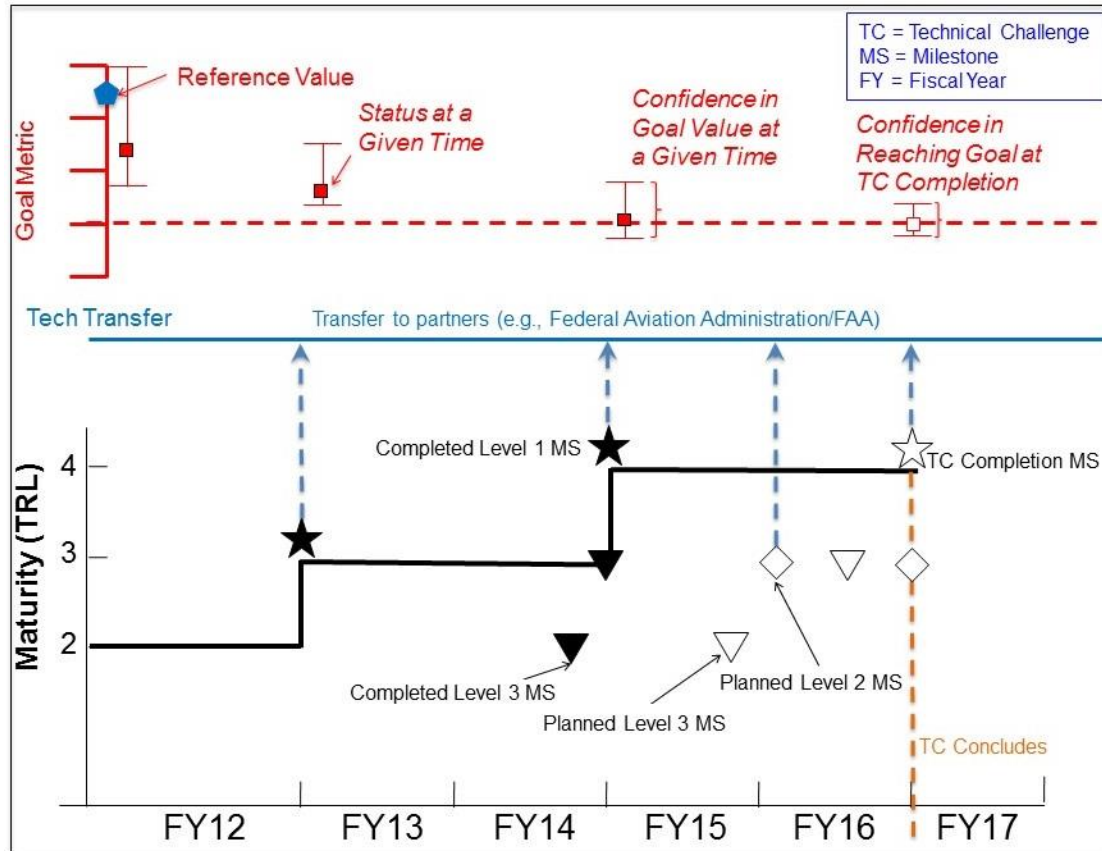 TC = Technical Challenge
MS = Milestone
FY = Fiscal Year
Reference Value
Goal Metric
Status at a
Given Time
Confidence in
Goal Value at
a Given Time
Confidence in
Reaching Goal at
TC Completion
Tech Transfer
Transfer to partners (e.g., Federal Aviation Administration/FAA)
Maturity (TRL)
4
3
2
Completed Level 1 MS
TC Completion MS
Completed Level 3 MS
Planned Level 3 MS
Planned Level 2 MS
TC Concludes
FY12
FY13
FY14
FY15
FY16
FY17